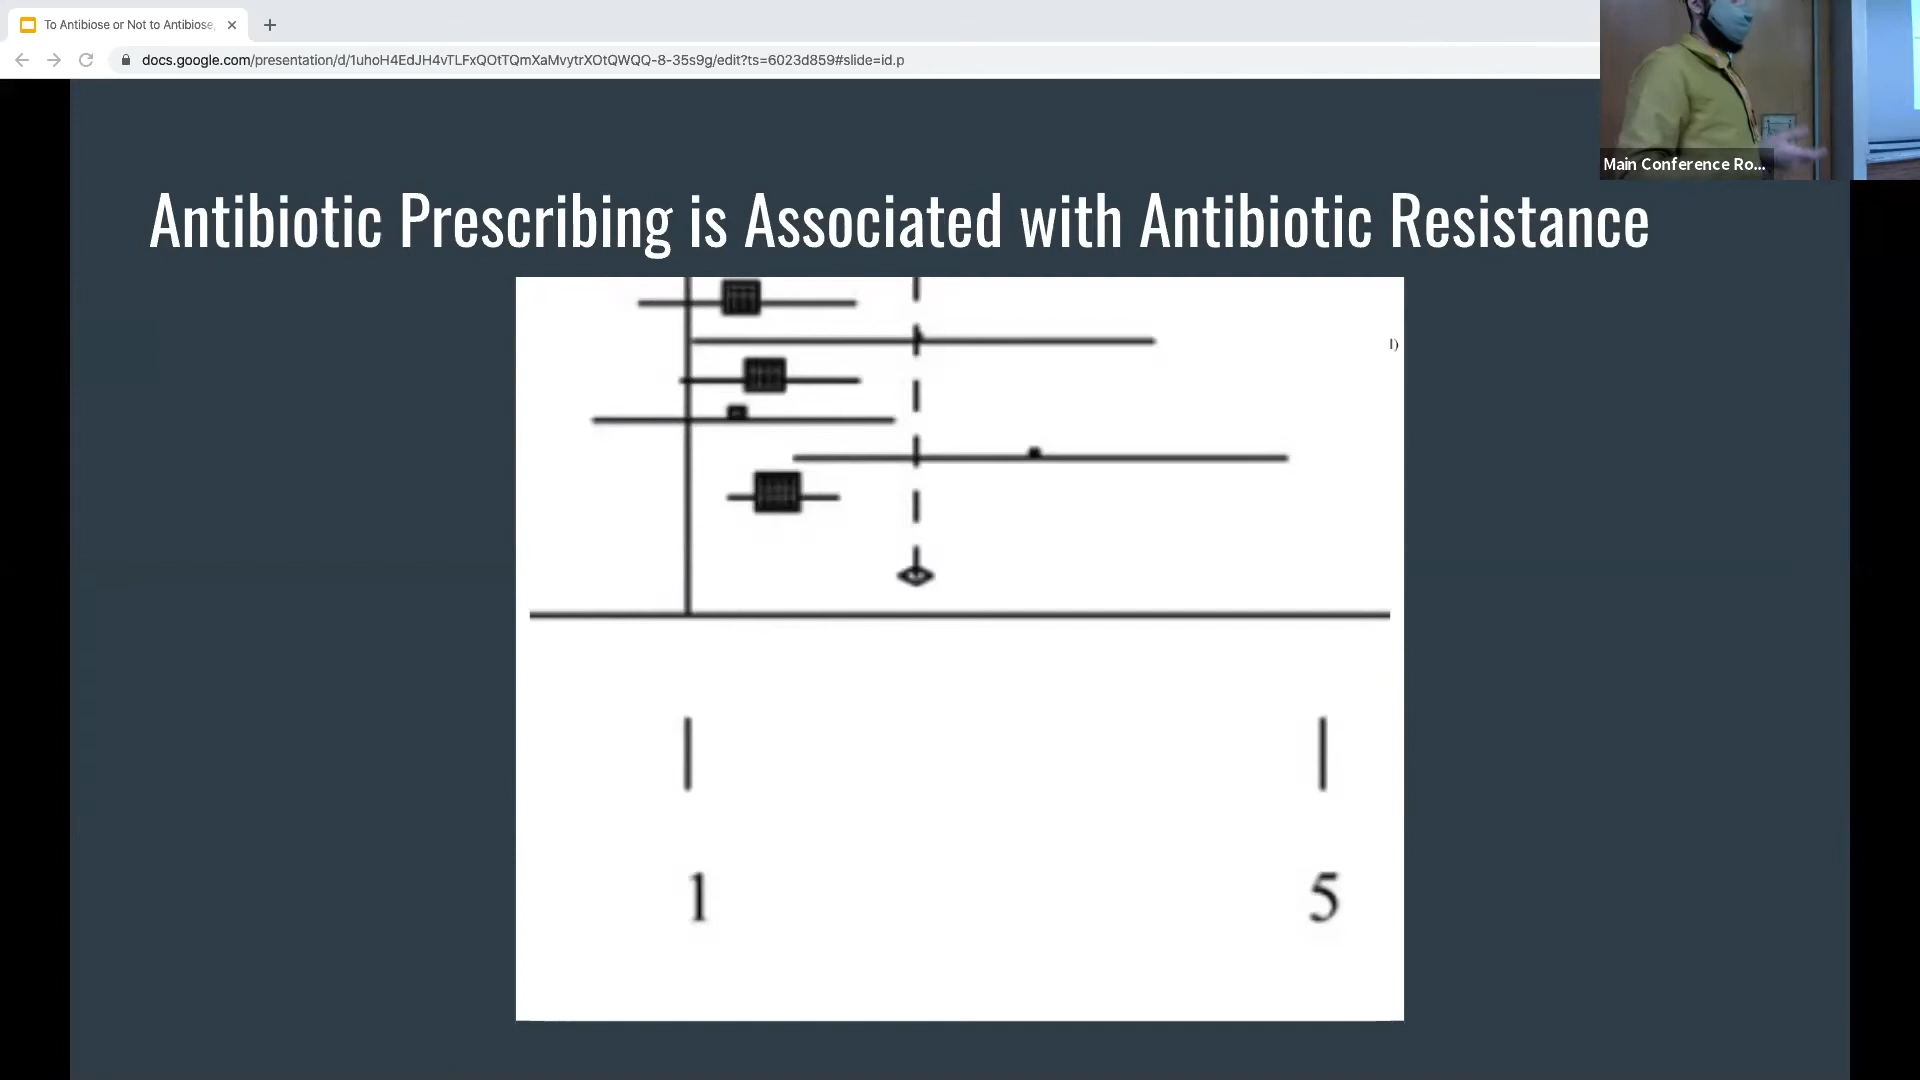 To Antibiose or Not to Antibiose,
docs.google.com/presentation/d/1uhoH4EdJH4vTLFxQOtTQmXaMvytrXOtQWQQ-8-35s9g/edit?ts=6023d859#slide=id.p
Main Conference Ro...
Antibiotic Prescribing is Associated with Antibiotic Resistance
l)
1 5